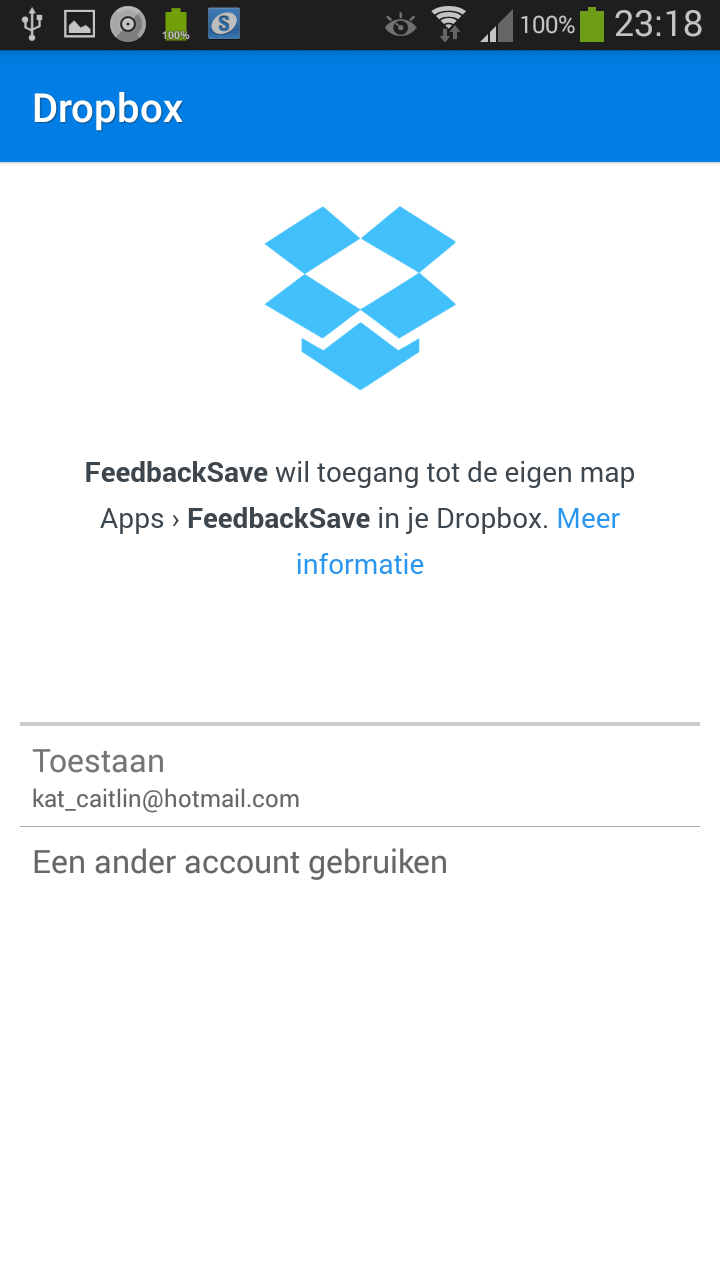 100%
100%
23:18
Dropbox
FeedbackSave wil toegang tot de eigen map
Apps › FeedbackSave in je Dropbox. Meer
informatie
Toestaan
kat_caitlin@hotmail.com
Een ander account gebruiken